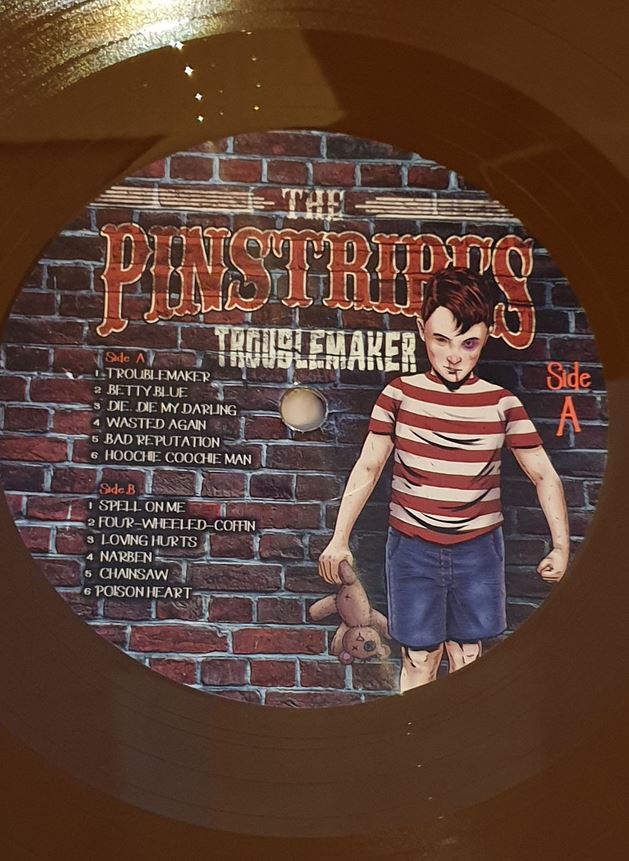 THE
PINSTRIPES
TROUBLEMAKER
Side A
1 TROUBLEMAKER
2 BETTY BLUE
3 DIE, DIE MY DARLING
4 WASTED AGAIN
5 BAD REPUTATION
6 HOOCHIE COOCHIE MAN
Side B
1 SPELL ON ME
2 FOUR-WHEELED-COFFIN
3 LOVING HURTS
4 NARBEN
5 CHAINSAW
6 POISON HEART
Side
A